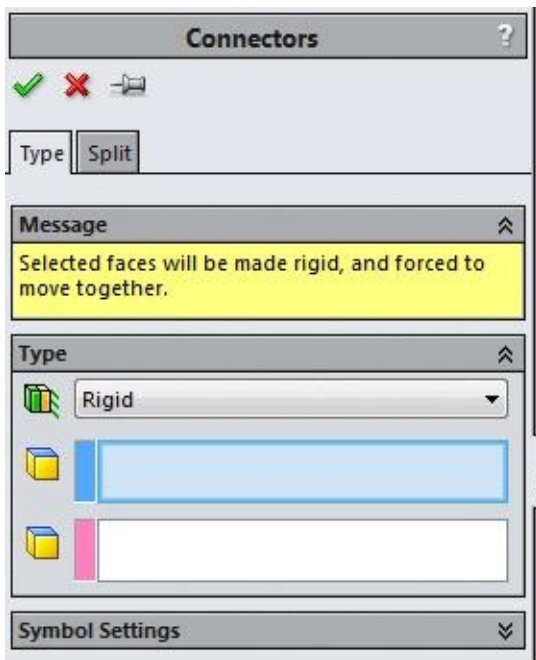 Connectors ?
Type Split
Message
Selected faces will be made rigid, and forced to
move together.
Type
Rigid
Symbol Settings